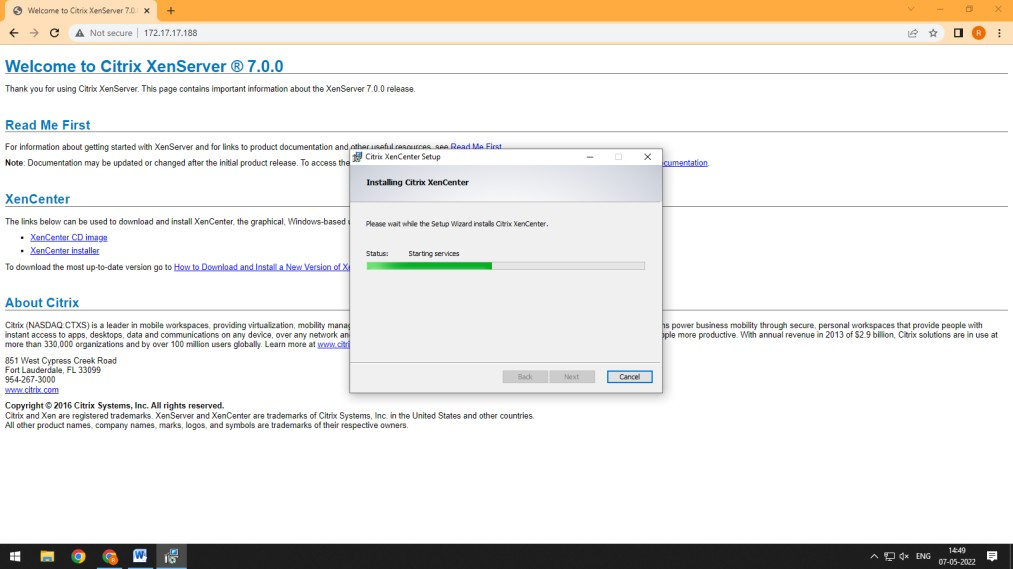 Welcome to Citrix XenServer 7.0.
Not secure
172.17.17.188
R
Welcome to Citrix XenServer ® 7.0.0
Thank you for using Citrix XenServer. This page contains important information about the XenServer 7.0.0 release.
Read Me First
For information about getting started with XenServer and for links to product documentation and other useful resources, see Read Me First
Note: Documentation may be updated or changed after the initial product release. To access the
cumentation.
XenCenter
The links below can be used to download and install XenCenter, the graphical, Windows-based
XenCenter CD image
XenCenter installer
To download the most up-to-date version go to How to Download and Install a New Version of Xe
About Citrix
Citrix (NASDAQ:CTXS) is a leader in mobile workspaces, providing virtualization, mobility manag
ns power business mobility through secure, personal workspaces that provide people with
instant access to apps, desktops, data and communications on any device, over any network an
ple more productive. With annual revenue in 2013 of $2.9 billion, Citrix solutions are in use at
more than 330,000 organizations and by over 100 million users globally. Learn more at www.citri
851 West Cypress Creek Road
Fort Lauderdale, FL 33099
954-267-3000
www.citrix.com
Copyright © 2016 Citrix Systems, Inc. All rights reserved.
Citrix and Xen are registered trademarks. XenServer and XenCenter are trademarks of Citrix Systems, Inc. in the United States and other countries.
All other product names, company names, marks, logos, and symbols are trademarks of their respective owners.
Citrix XenCenter Setup
Installing Citrix XenCenter
Please wait while the Setup Wizard installs Citrix XenCenter.
Status: Starting services
Back
Next
Cancel
ENG
14:49
07-05-2022